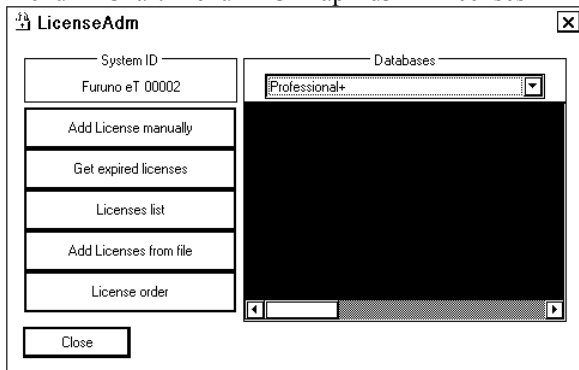 LicenseAdm
System ID
Furuno eT 00002
Add License manually
Get expired licenses
Licenses list
Add Licenses from file
License order
Close
Databases
Professional+